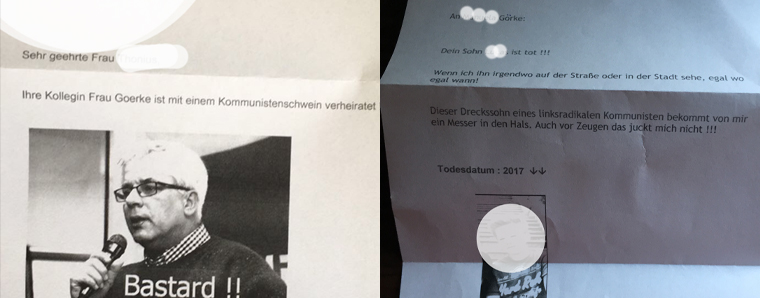 Sehr geehrte Frau
Ihre Kollegin Frau Goerke ist mit einem Kommunistenschwein verheiratet
Bastard !!
An Görke:
Dein Sohn ist tot !!!
Wenn ich ihn irgendwo auf der Straße oder in der Stadt sehe, egal wo
egal wann!
Dieser Dreckssohn eines linksradikalen Kommunisten bekommt von mir
ein Messer in den Hals. Auch vor Zeugen das juckt mich nicht !!!
Todesdatum : 2017 ↓↓